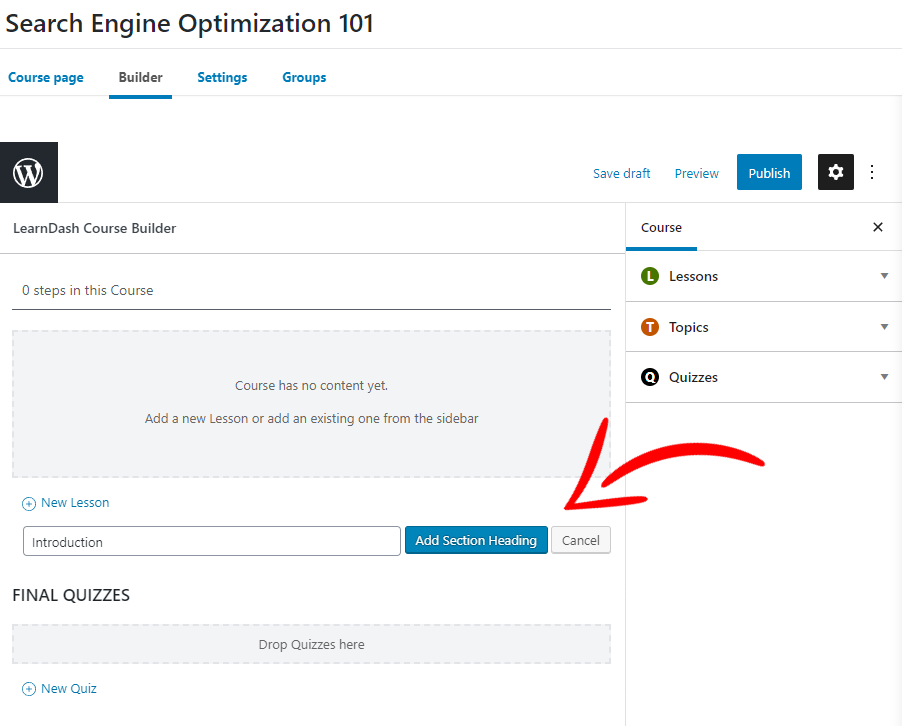 Search Engine Optimization 101
Course page Builder Settings Groups
Save draft Preview Publish
LearnDash Course Builder
Course
0 steps in this Course
L Lessons
T Topics
Q Quizzes
Course has no content yet.
Add a new Lesson or add an existing one from the sidebar
New Lesson
Introduction Add Section Heading Cancel
FINAL QUIZZES
Drop Quizzes here
New Quiz